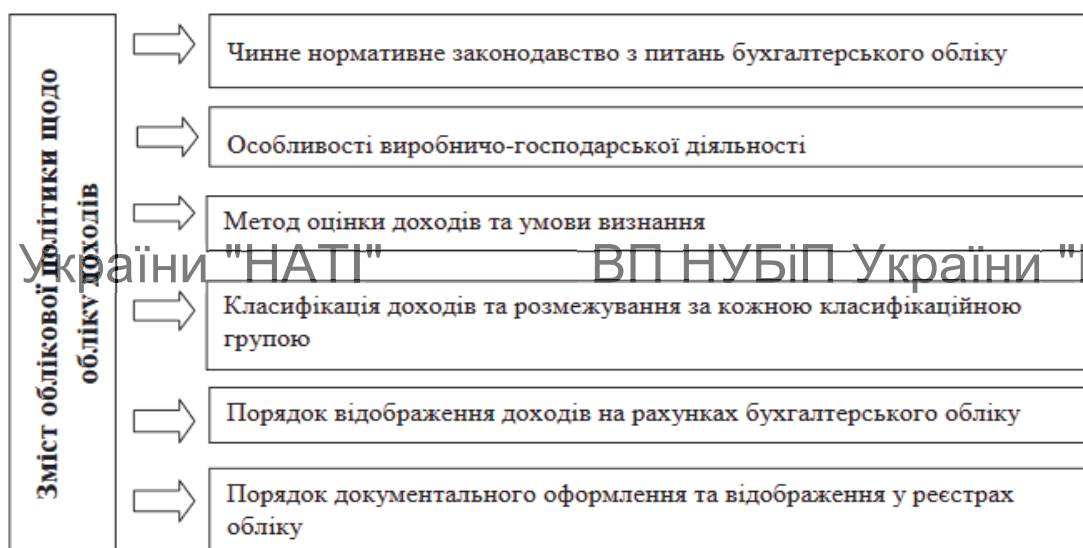 Зміст облікової політики щодо
обліку доходів
Чинне нормативне законодавство з питань бухгалтерського обліку
Особливості виробничо-господарської діяльності
Метод оцінки доходів та умови визнання
України "НАТІ" ВП НУБіП України "
Класифікація доходів та розмежування за кожною класифікаційною
групою
Порядок відображення доходів на рахунках бухгалтерського обліку
Порядок документального оформлення та відображення у реєстрах
обліку